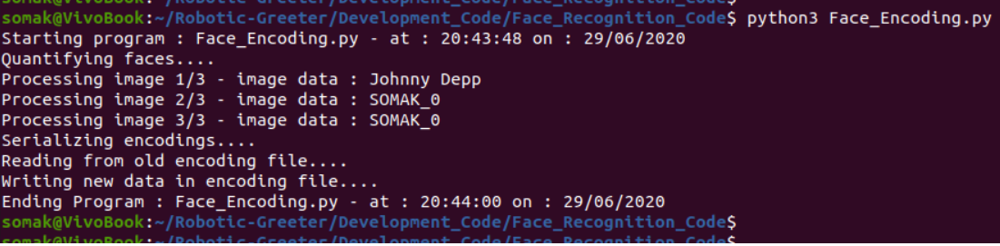 somak@VivoBook:~/Robotic-Greeter/Development_Code/Face_Recognition_Code$
somak@VivoBook:~/Robotic-Greeter/Development_Code/Face_Recognition_Code$ python3 Face_Encoding.py
Starting program : Face_Encoding.py - at : 20:43:48 on : 29/06/2020
Quantifying faces....
Processing image 1/3 - image data : Johnny Depp
Processing image 2/3 - image data : SOMAK_0
Processing image 3/3 - image data : SOMAK_0
Serializing encodings....
Reading from old encoding file....
Writing new data in encoding file....
Ending Program : Face_Encoding.py - at : 20:44:00 on : 29/06/2020
somak@VivoBook:~/Robotic-Greeter/Development_Code/Face_Recognition_Code$
somak@VivoBook:~/Robotic-Greeter/Development_Code/Face_Recognition_Code$